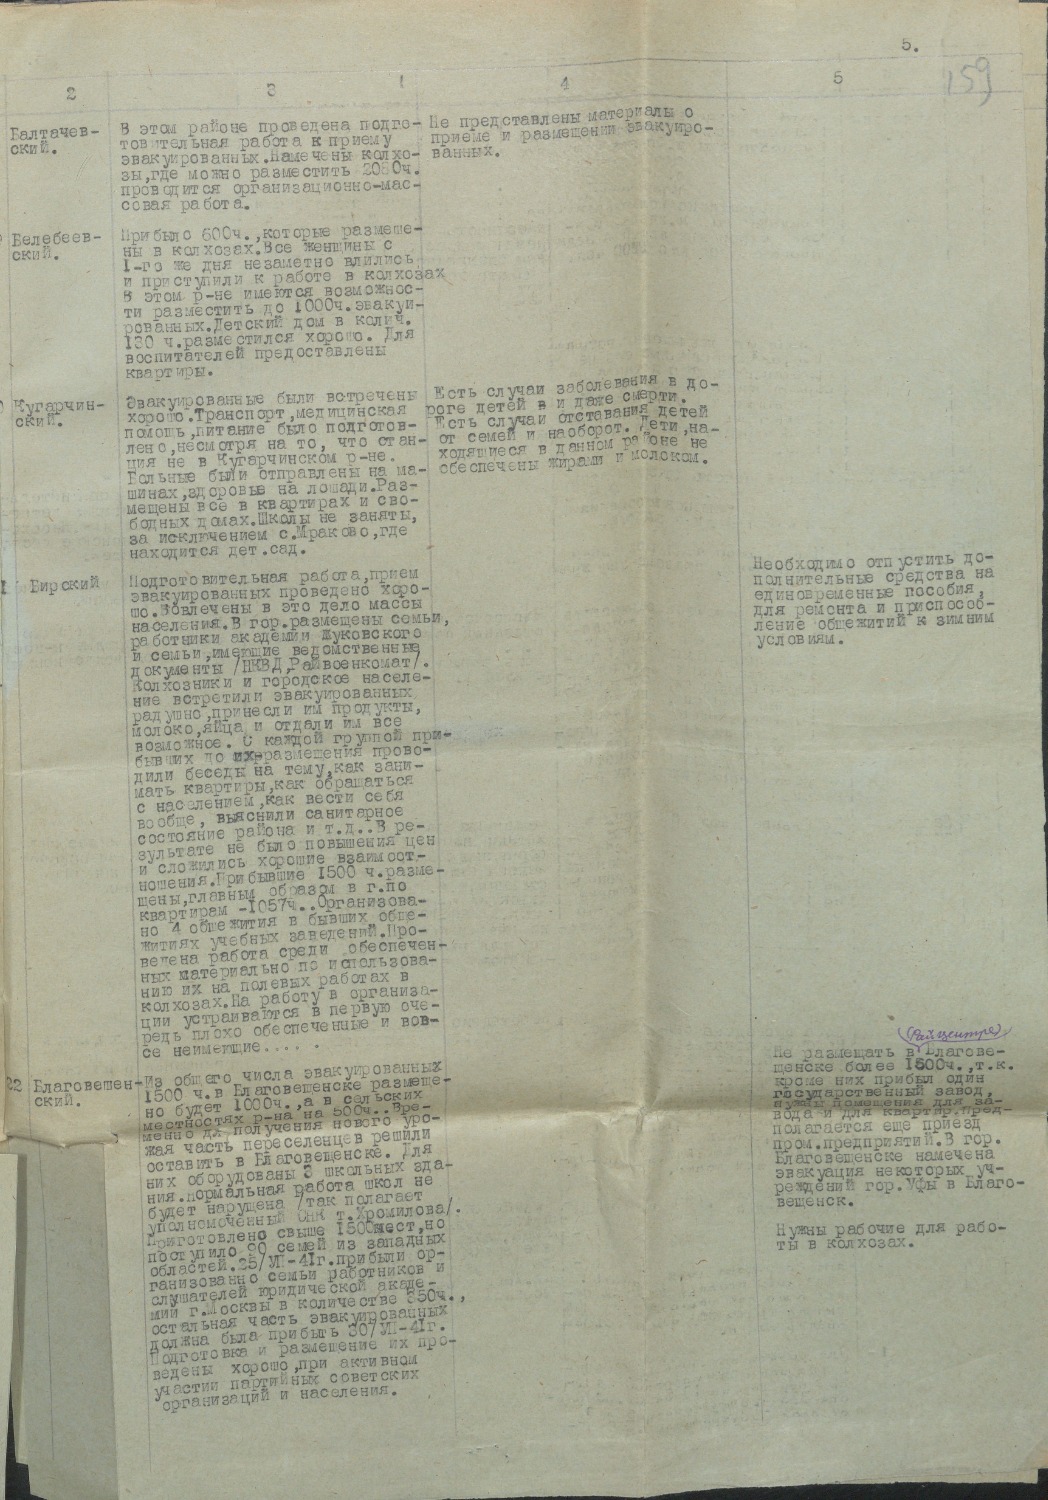 5.
159
2
3
4
5
Балтачев-
ский.
В этом районе проведена подго-
товительная работа к приему
эвакуированных.Намечены колхо-
зы,где можно разместить 2080ч.
проводится организационно-мас-
совая работа.
Не представлены материалы о
приеме и размещении эвакуиро-
ванных.
Белебеев-
ский.
Прибыло 600ч.,которые размеще-
ны в колхозах.Все женщины с
1-го же дня незаметно влились
и приступили к работе в колхозах
В этом р-не имеются возможнос-
ти разместить до 1000ч.эвакуи-
рованных.Детский дом в колич.
130 ч.разместился хорошо. Для
воспитателей предоставлены
квартиры.
Кугарчин-
ский.
Эвакуированные были встречены
хорошо.Транспорт,медицинская
помощь,питание было подготов-
лено,несмотря на то, что стан-
ция не в Кугарчинском р-не.
Больные были отправлены на ма-
шинах,здоровые на лошади.Раз-
мещены все в квартирах и сво-
бодных домах.Школы не заняты,
за исключением с.Мраково,где
находится дет.сад.
Есть случаи заболевания в до-
роге детей в и даже смерти.
Есть случаи отставания детей
от семей и наоборот. Дети,на-
ходящиеся в данном районе не
обеспечены жирами и молоком.
Бирский
Подготовительная работа,прием
эвакуированных проведено хоро-
шо.Вовлечены в это дело массы
населения.В гор.размещены семьи,
работники академии Жуковского
и семьи,имеющие ведомственные
документы /НКВД,Райвоенкомат/.
Колхозники и городское населе-
ние встретили эвакуированных
радушно,принесли им продукты,
молоко,яйца и отдали им все
возможное. С каждой группой при-
бывших до их-размещения прово-
дили беседы на тему,как зани-
мать квартиры,как обращаться
с населением,как вести себя
вообще, выяснили санитарное
состояние района и т.д..В ре-
зультате не было повышения цен
и сложились хорошие взаимоот-
ношения.Прибывшие 1500 ч.разме-
щены,главным образом в г.по
квартирам -1057ч..Организова-
но 4 общежития в бывших обще-
житиях учебных заведений.Про-
ведена работа среди обеспечен-
ных материально по использова-
нию их на полевых работах в
колхозах.На работу в организа-
ции устраиваются в первую оче-
редь плохо обеспеченные и вов-
се неимеющие.....
Необходимо отпустить до-
полнительные средства на
единовременные пособия,
для ремонта и приспособ-
ление общежитий к зимним
условиям.
22 Благовещен-
ский.
Из общего числа эвакуированных
1500 ч.в Благовещенске размеще-
но будет 1000ч.,а в сельских
местностях р-на на 500ч..Вре-
менно дл получения нового уро-
жая часть переселенцев решили
оставить в Благовещенске. Для
них оборудованы 3 школьных зда-
ния.Нормальная работа школ не
будет нарушена /так полагает
уполномоченный СНК т.Хромилова/.
Приготовлено свыше 1500мест,но
поступило 90 семей из западных
областей.25/УП-41г.прибыли ор-
ганизованно семьи работников и
слушателей юридической акаде-
мии г.Москвы в количестве 350ч.,
остальная часть эвакуированных
должна была прибыть 30/УП-41г.
Подготовка и размещение их про-
ведены хорошо,при активном
участии партийных советских
организаций и населения.
(Райцентре)
Не размещать в Благове-
щенске более 1500ч.,т.к.
кроме них прибыл один
государственный завод,
нужны помещения для за-
вода и для квартир.Пред-
полагается еще приезд
пром.предприятий.В гор.
Благовещенске намечена
эвакуация некоторых уч-
реждений гор.Уфы в Благо-
вещенск.
Нужны рабочие для рабо-
ты в колхозах.